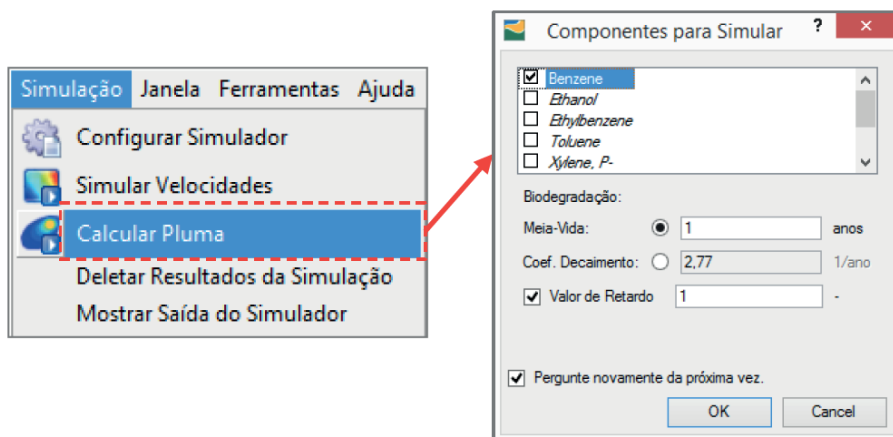 Simulação Janela Ferramentas Ajuda
Configurar Simulador
Simular Velocidades
Calcular Pluma
Deletar Resultados da Simulação
Mostrar Saída do Simulador
Componentes para Simular ? ×
Benzene
Ethanol
Ethylbenzene
Toluene
Xylene, P-
Biodegradação:
Meia-Vida: 1 anos
Coef. Decaimento: 2,77 1/ano
Valor de Retardo 1 -
Pergunte novamente da próxima vez.
OK Cancel